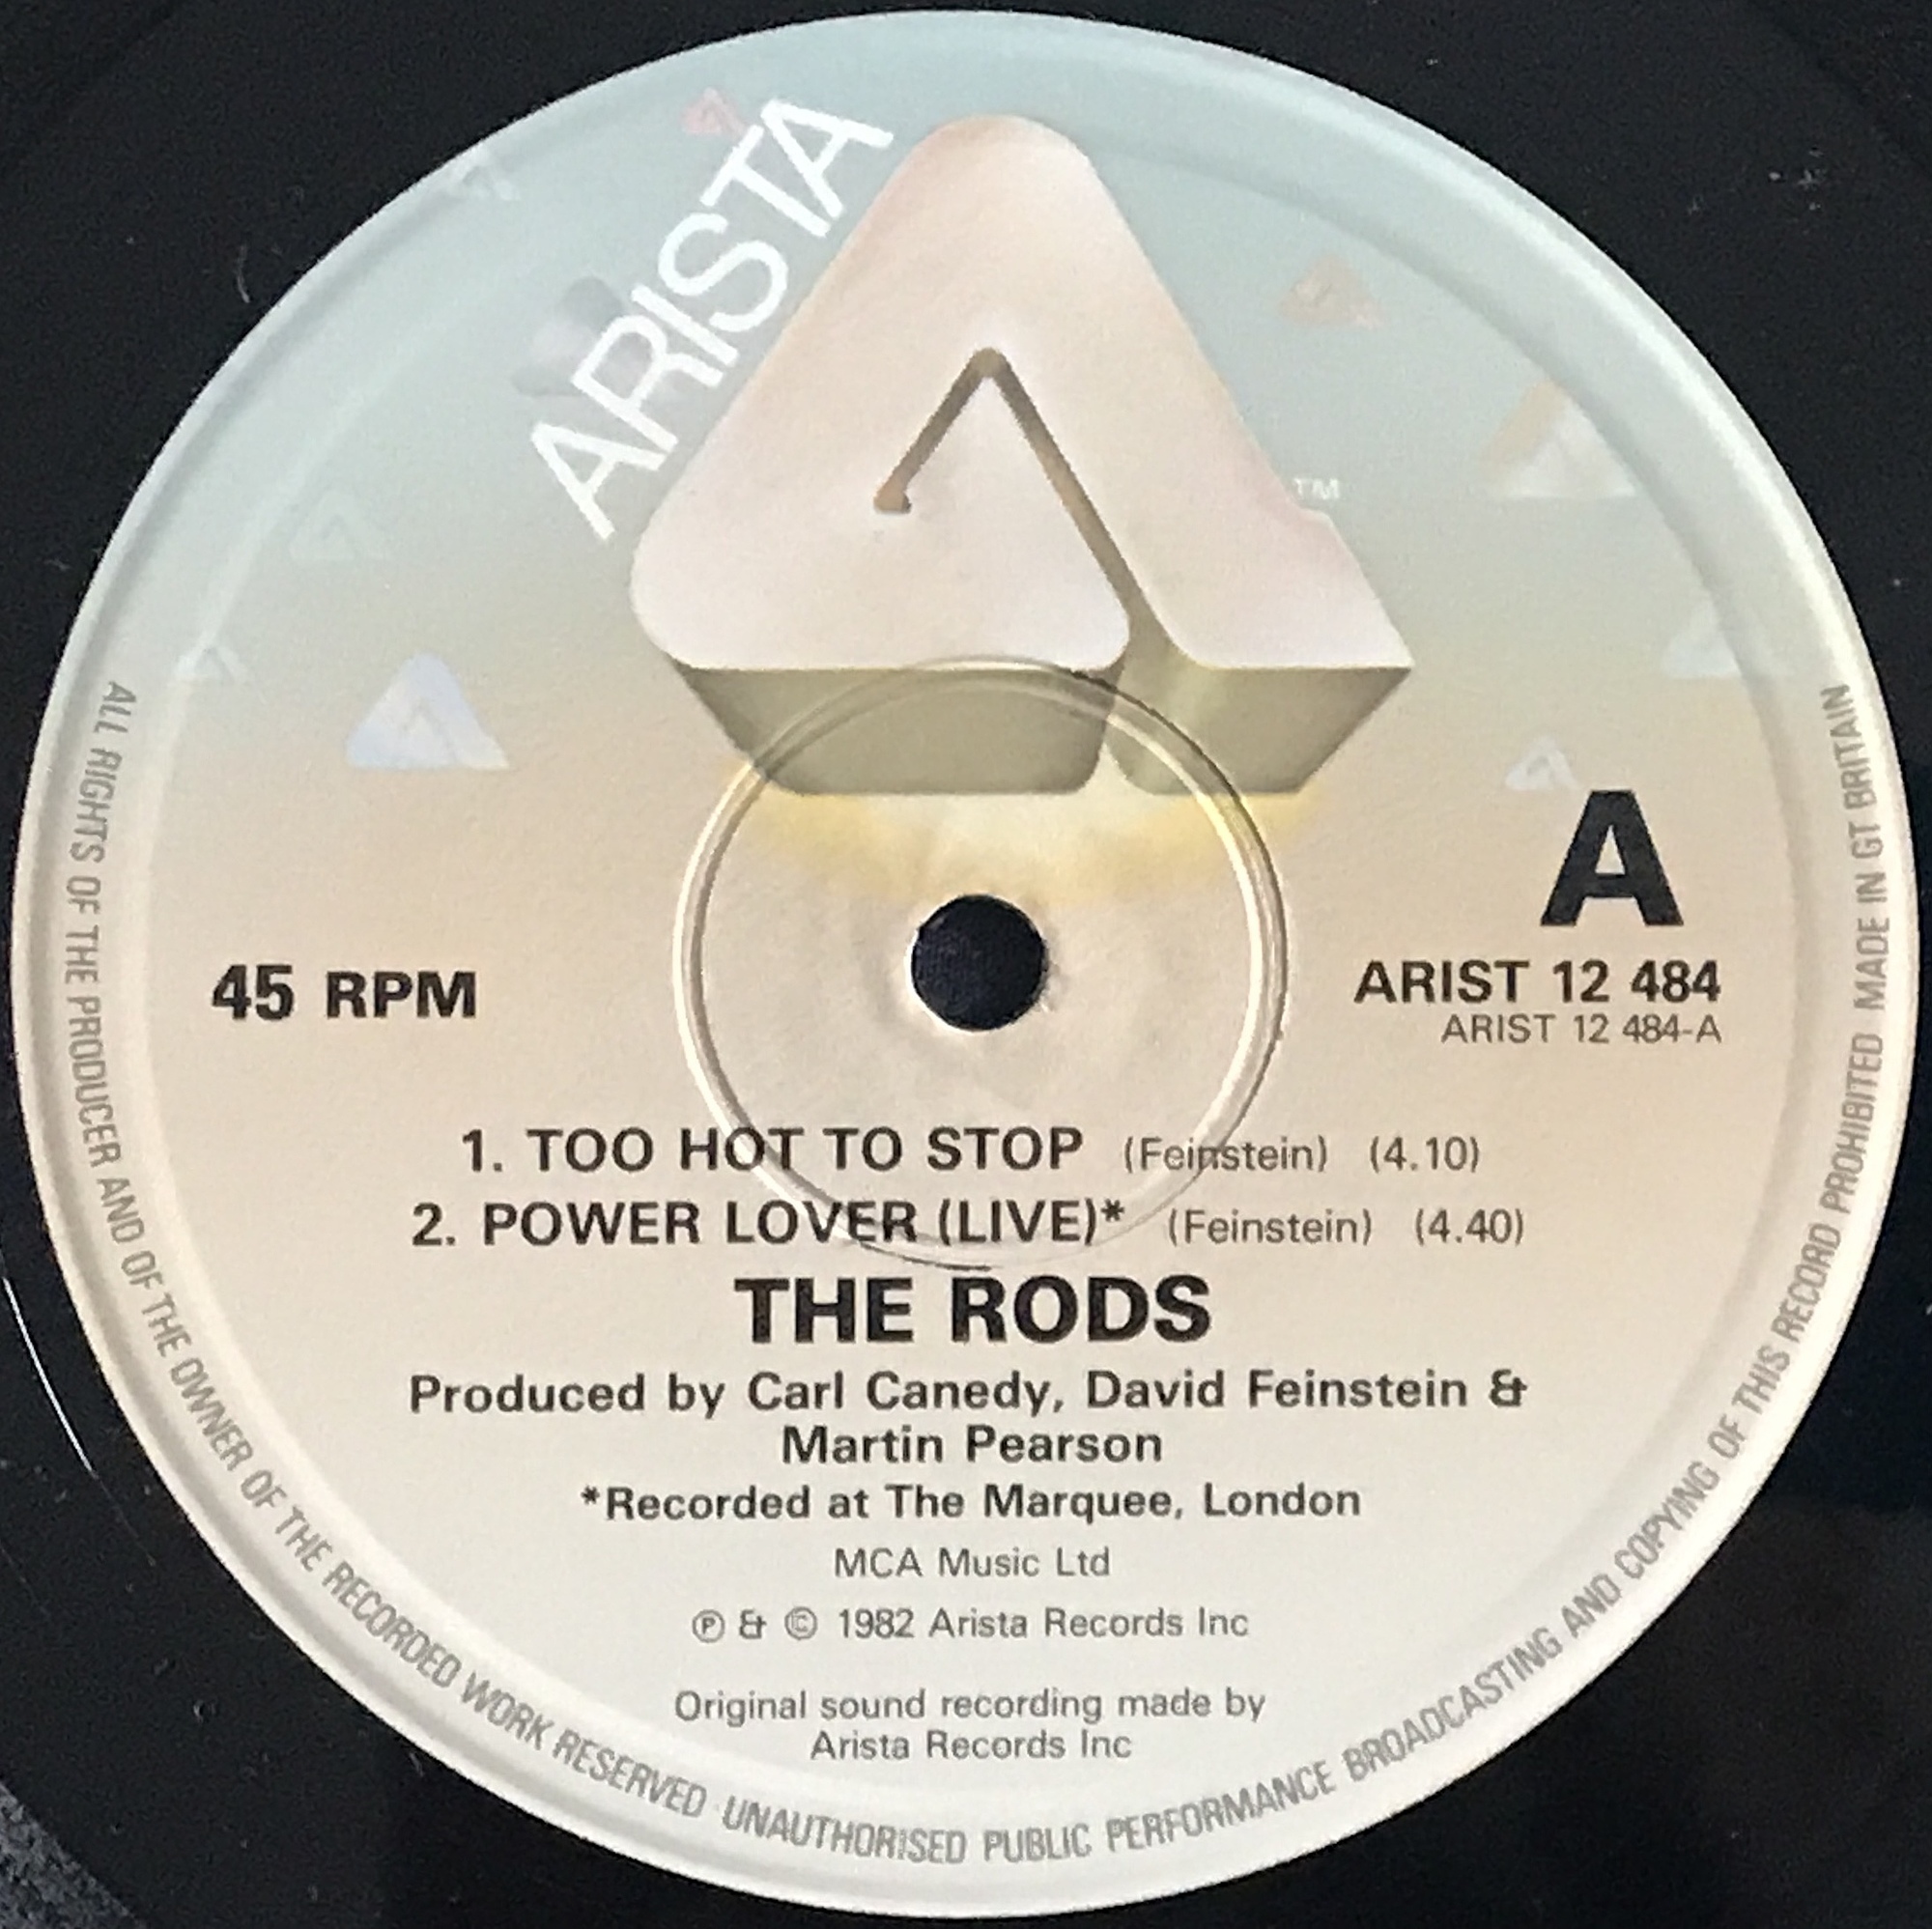 ARISTA
TM
A
45 RPM
ARIST 12 484
ARIST 12 484-A
1. TOO HOT TO STOP (Feinstein) (4.10)
2. POWER LOVER (LIVE)* (Feinstein) (4.40)
THE RODS
Produced by Carl Canedy, David Feinstein &
Martin Pearson
*Recorded at The Marquee, London
MCA Music Ltd
℗ & © 1982 Arista Records Inc
Original sound recording made by
Arista Records Inc
ALL RIGHTS OF THE PRODUCER AND OF THE OWNER OF THE RECORDED WORK RESERVED UNAUTHORISED PUBLIC PERFORMANCE BROADCASTING AND COPYING OF THIS RECORD PROHIBITED MADE IN GT BRITAIN